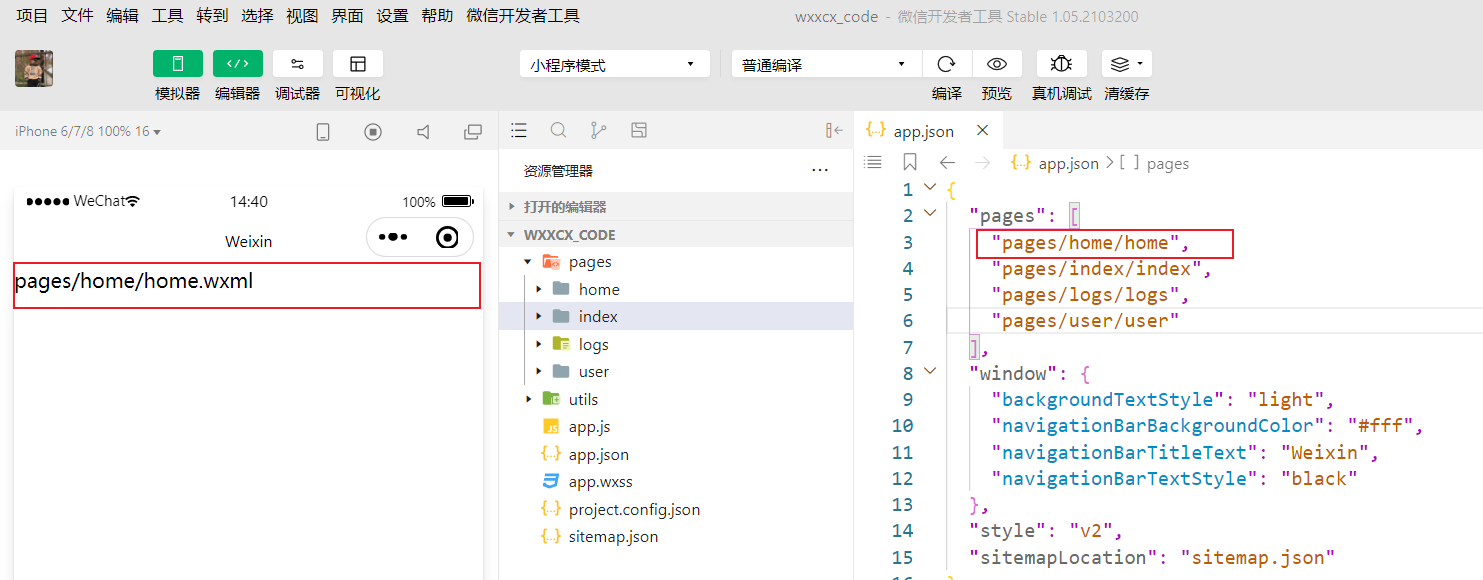 项目 文件 编辑 工具 转到 选择 视图 界面 设置 帮助 微信开发者工具
wxxcx_code - 微信开发者工具 Stable 1.05.2103200
小程序模式 普通编译
模拟器 编辑器 调试器 可视化 编译 预览 真机调试 清缓存
iPhone 6/7/8 100% 16
WeChat 14:40 100%
Weixin
pages/home/home.wxml
资源管理器 ...
打开的编辑器
WXXCX_CODE
pages
home
index
logs
user
utils
JS app.js
{..} app.json
app.wxss
{..} project.config.json
{..} sitemap.json
{..} app.json
{..} app.json > [ ] pages
1 {
2 "pages": [
3 "pages/home/home",
4 "pages/index/index",
5 "pages/logs/logs",
6 "pages/user/user"
7 ],
8 "window": {
9 "backgroundTextStyle": "light",
10 "navigationBarBackgroundColor": "#fff",
11 "navigationBarTitleText": "Weixin",
12 "navigationBarTextStyle": "black"
13 },
14 "style": "v2",
15 "sitemapLocation": "sitemap.json"